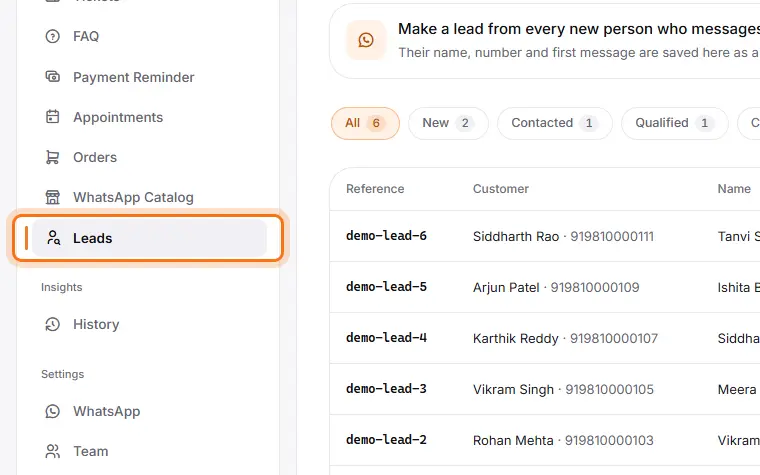 FAQ
Payment Reminder
Appointments
Orders
WhatsApp Catalog
Leads
Insights
History
Settings
WhatsApp
Team
Make a lead from every new person who messages
Their name, number and first message are saved here as a
All 6
New 2
Contacted 1
Qualified 1
Reference Customer Name
demo-lead-6 Siddharth Rao · 919810000111 Tanvi S
demo-lead-5 Arjun Patel · 919810000109 Ishita B
demo-lead-4 Karthik Reddy · 919810000107 Siddha
demo-lead-3 Vikram Singh · 919810000105 Meera
demo-lead-2 Rohan Mehta · 919810000103 Vikram